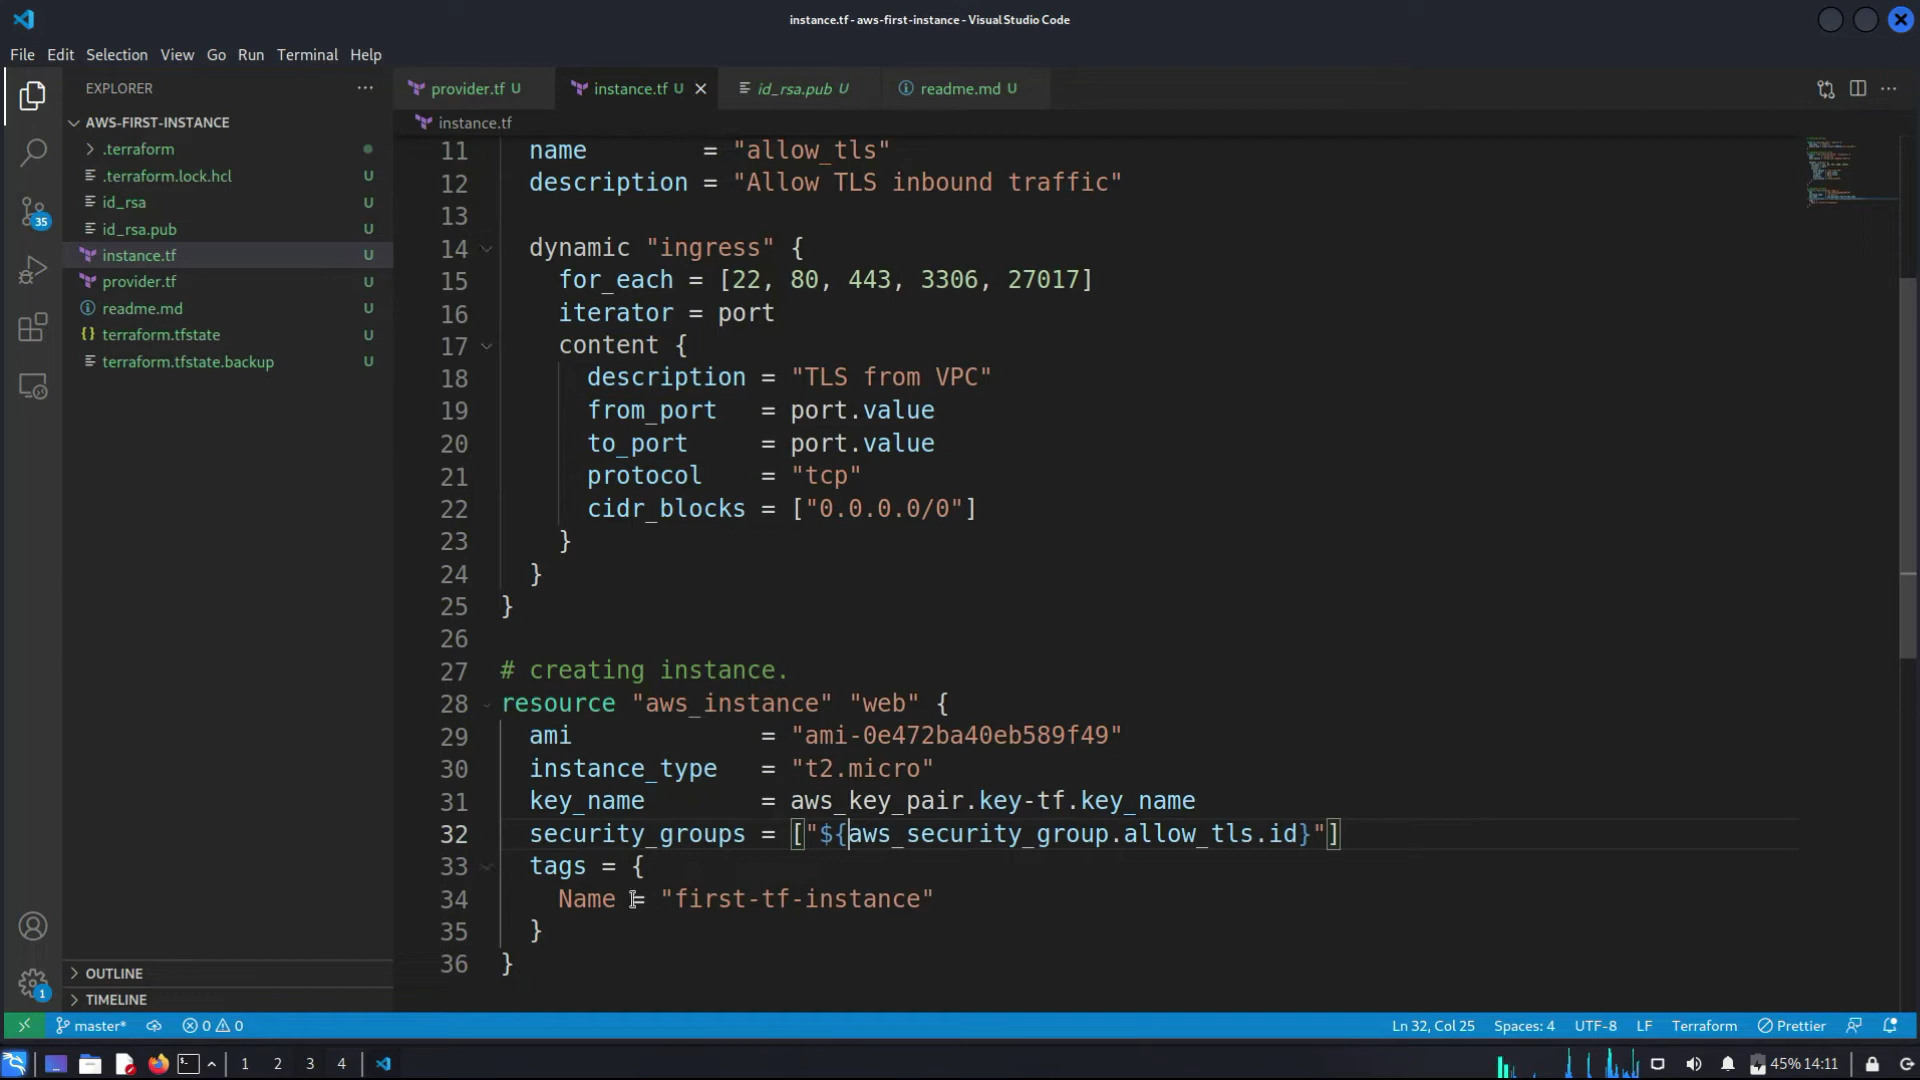 instance.tf - aws-first-instance - Visual Studio Code
File Edit Selection View Go Run Terminal Help
EXPLORER
AWS-FIRST-INSTANCE
.terraform
.terraform.lock.hcl U
id_rsa U
id_rsa.pub U
instance.tf U
provider.tf U
readme.md U
terraform.tfstate U
terraform.tfstate.backup U
35
OUTLINE
TIMELINE
1
provider.tf U instance.tf U id_rsa.pub U readme.md U
instance.tf
11 name = "allow_tls"
12 description = "Allow TLS inbound traffic"
13
14 dynamic "ingress" {
15 for_each = [22, 80, 443, 3306, 27017]
16 iterator = port
17 content {
18 description = "TLS from VPC"
19 from_port = port.value
20 to_port = port.value
21 protocol = "tcp"
22 cidr_blocks = ["0.0.0.0/0"]
23 }
24 }
25 }
26
27 # creating instance.
28 resource "aws_instance" "web" {
29 ami = "ami-0e472ba40eb589f49"
30 instance_type = "t2.micro"
31 key_name = aws_key_pair.key-tf.key_name
32 security_groups = ["${aws_security_group.allow_tls.id}"]
33 tags = {
34 Name = "first-tf-instance"
35 }
36 }
master* 0 0 Ln 32, Col 25 Spaces: 4 UTF-8 LF Terraform Prettier
1 2 3 4 45% 14:11